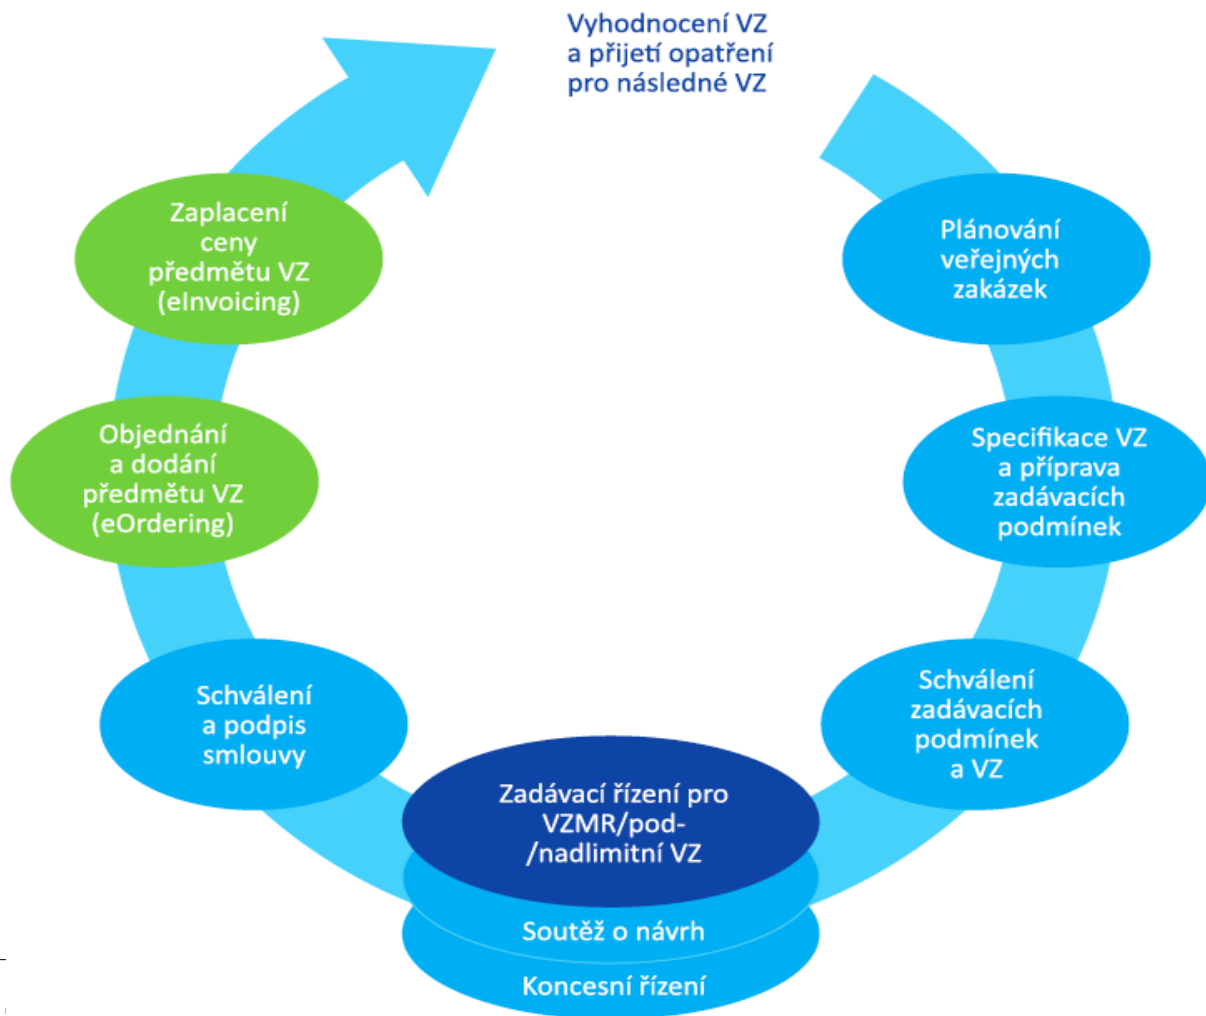 Vyhodnocení VZ
a přijetí opatření
pro následné VZ
Plánování
veřejných
zakázek
Specifikace VZ
a příprava
zadávacích
podmínek
Schválení
zadávacích
podmínek
a VZ
Zadávací řízení pro
VZMR/pod-
/nadlimitní VZ
Soutěž o návrh
Koncesní řízení
Schválení
a podpis
smlouvy
Objednání
a dodání
předmětu VZ
(eOrdering)
Zaplacení
ceny
předmětu VZ
(eInvoicing)